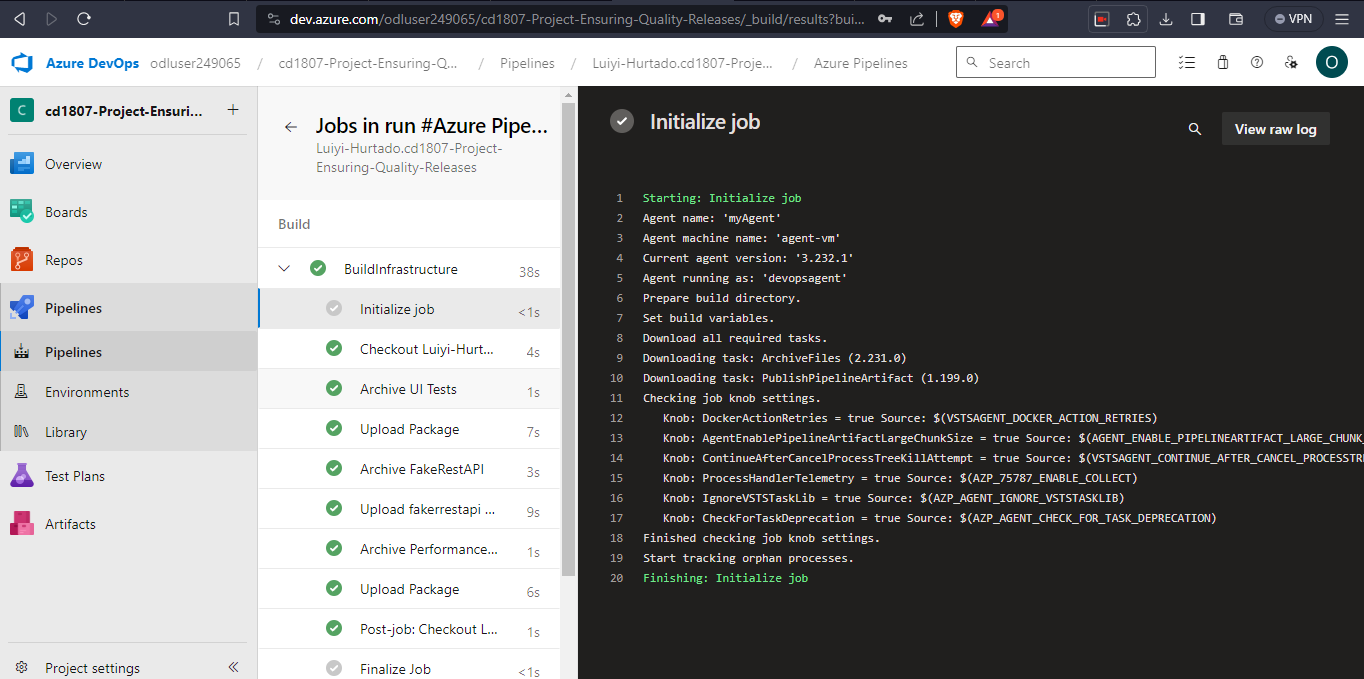 dev.azure.com/odluser249065/cd1807-Project-Ensuring-Quality-Releases/_build/results?bui...
1
VPN
Azure DevOps odluser249065 / cd1807-Project-Ensuring-Q... / Pipelines / Luiyi-Hurtado.cd1807-Proje... / Azure Pipelines
Search
O
C cd1807-Project-Ensuri... +
Overview
Boards
Repos
Pipelines
Pipelines
Environments
Library
Test Plans
Artifacts
Project settings
Jobs in run #Azure Pipe...
Luiyi-Hurtado.cd1807-Project-
Ensuring-Quality-Releases
Build
BuildInfrastructure 38s
Initialize job <1s
Checkout Luiyi-Hurt... 4s
Archive UI Tests 1s
Upload Package 7s
Archive FakeRestAPI 3s
Upload fakerrestapi ... 9s
Archive Performance... 1s
Upload Package 6s
Post-job: Checkout L... 1s
Finalize Job <1s
Initialize job
View raw log
1 Starting: Initialize job
2 Agent name: 'myAgent'
3 Agent machine name: 'agent-vm'
4 Current agent version: '3.232.1'
5 Agent running as: 'devopsagent'
6 Prepare build directory.
7 Set build variables.
8 Download all required tasks.
9 Downloading task: ArchiveFiles (2.231.0)
10 Downloading task: PublishPipelineArtifact (1.199.0)
11 Checking job knob settings.
12 Knob: DockerActionRetries = true Source: $(VSTSAGENT_DOCKER_ACTION_RETRIES)
13 Knob: AgentEnablePipelineArtifactLargeChunkSize = true Source: $(AGENT_ENABLE_PIPELINEARTIFACT_LARGE_CHUNK_
14 Knob: ContinueAfterCancelProcessTreeKillAttempt = true Source: $(VSTSAGENT_CONTINUE_AFTER_CANCEL_PROCESSTRE
15 Knob: ProcessHandlerTelemetry = true Source: $(AZP_75787_ENABLE_COLLECT)
16 Knob: IgnoreVSTSTaskLib = true Source: $(AZP_AGENT_IGNORE_VSTSTASKLIB)
17 Knob: CheckForTaskDeprecation = true Source: $(AZP_AGENT_CHECK_FOR_TASK_DEPRECATION)
18 Finished checking job knob settings.
19 Start tracking orphan processes.
20 Finishing: Initialize job